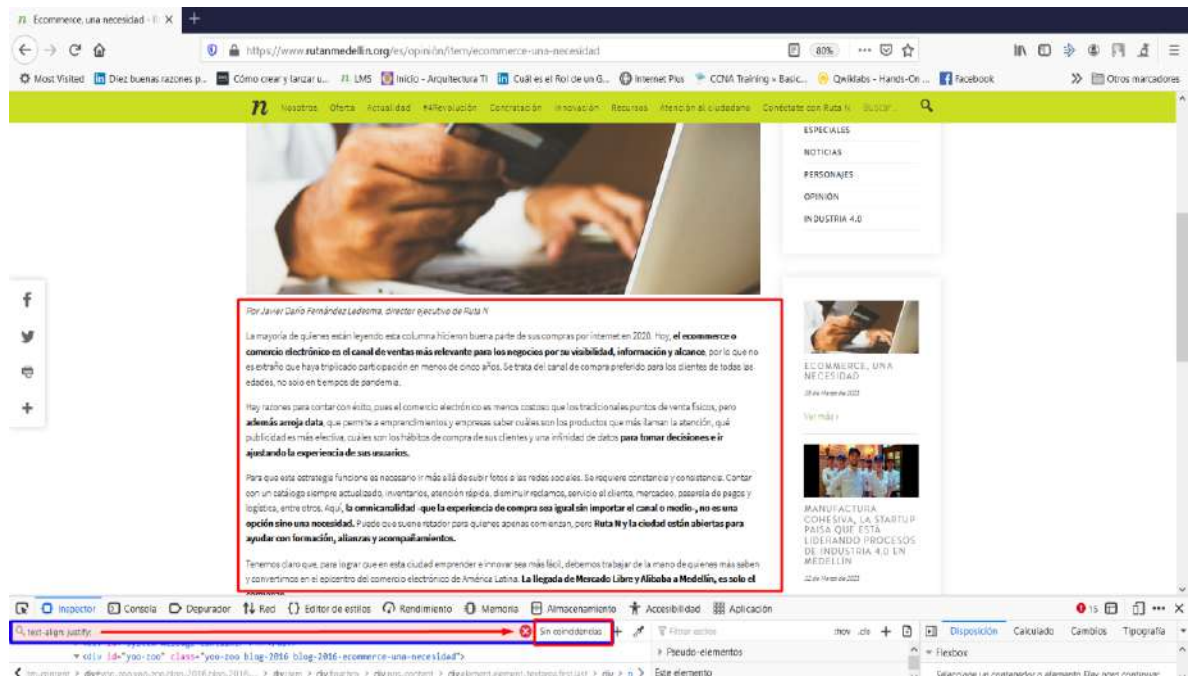 Ecommerce, una necesidad - R
https://www.rutanmedellin.org/es/opinión/item/ecommerce-una-necesidad
80%
Most Visited Diez buenas razones p... Cómo crear y lanzar u... LMS Inicio - Arquitectura TI Cuál es el Rol de un G... Internet Plus CCNA Training » Basic... Qwiklabs - Hands-On ... Facebook Otros marcadores
n Nosotros Oferta Actualidad #4Revolución Contratación Innovación Recursos Atención al ciudadano Conéctate con Ruta N Buscar...
ESPECIALES
NOTICIAS
PERSONAJES
OPINIÓN
INDUSTRIA 4.0
Por Javier Darío Fernández Ledesma, director ejecutivo de Ruta N
La mayoría de quienes están leyendo esta columna hicieron buena parte de sus compras por internet en 2020. Hoy, el ecommerce o
comercio electrónico es el canal de ventas más relevante para los negocios por su visibilidad, información y alcance, por lo que no
es extraño que haya triplicado participación en menos de cinco años. Se trata del canal de compra preferido para los clientes de todas las
edades, no solo en tiempos de pandemia.
Hay razones para contar con éxito, pues el comercio electrónico es menos costoso que los tradicionales puntos de venta físicos, pero
además arroja data, que permite a emprendimientos y empresas saber cuáles son los productos que más llaman la atención, qué
publicidad es más efectiva, cuáles son los hábitos de compra de sus clientes y una infinidad de datos para tomar decisiones e ir
ajustando la experiencia de sus usuarios.
Para que esta estrategia funcione es necesario ir más allá de subir fotos a las redes sociales. Se requiere constancia y consistencia. Contar
con un catálogo siempre actualizado, inventarios, atención rápida, disminuir reclamos, servicio al cliente, mercadeo, pasarela de pagos y
logística, entre otros. Aquí, la omnicanalidad -que la experiencia de compra sea igual sin importar el canal o medio-, no es una
opción sino una necesidad. Puede que suene retador para quienes apenas comienzan, pero Ruta N y la ciudad están abiertas para
ayudar con formación, alianzas y acompañamientos.
Tenemos claro que, para lograr que en esta ciudad emprender e innovar sea más fácil, debemos trabajar de la mano de quienes más saben
y convertirnos en el epicentro del comercio electrónico de América Latina. La llegada de Mercado Libre y Alibaba a Medellín, es solo el
comienzo
ECOMMERCE, UNA
NECESIDAD
Ver más >
MANUFACTURA
COHESIVA, LA STARTUP
PAISA QUE ESTÁ
LIDERANDO PROCESOS
DE INDUSTRIA 4.0 EN
MEDELLÍN
Inspector Consola Depurador Red Editor de estilos Rendimiento Memoria Almacenamiento Accesibilidad Aplicación 15
text-align: justify; Sin coincidencias Filtrar estilos :hov .cls Disposición Calculado Cambios Tipografía
<div id="yoo-zoo" class="yoo-zoo blog-2016 blog-2016-ecommerce-una-necesidad">
Pseudo-elementos
Flexbox
Este elemento
Seleccione un contenedor o elemento Flex para continuar.